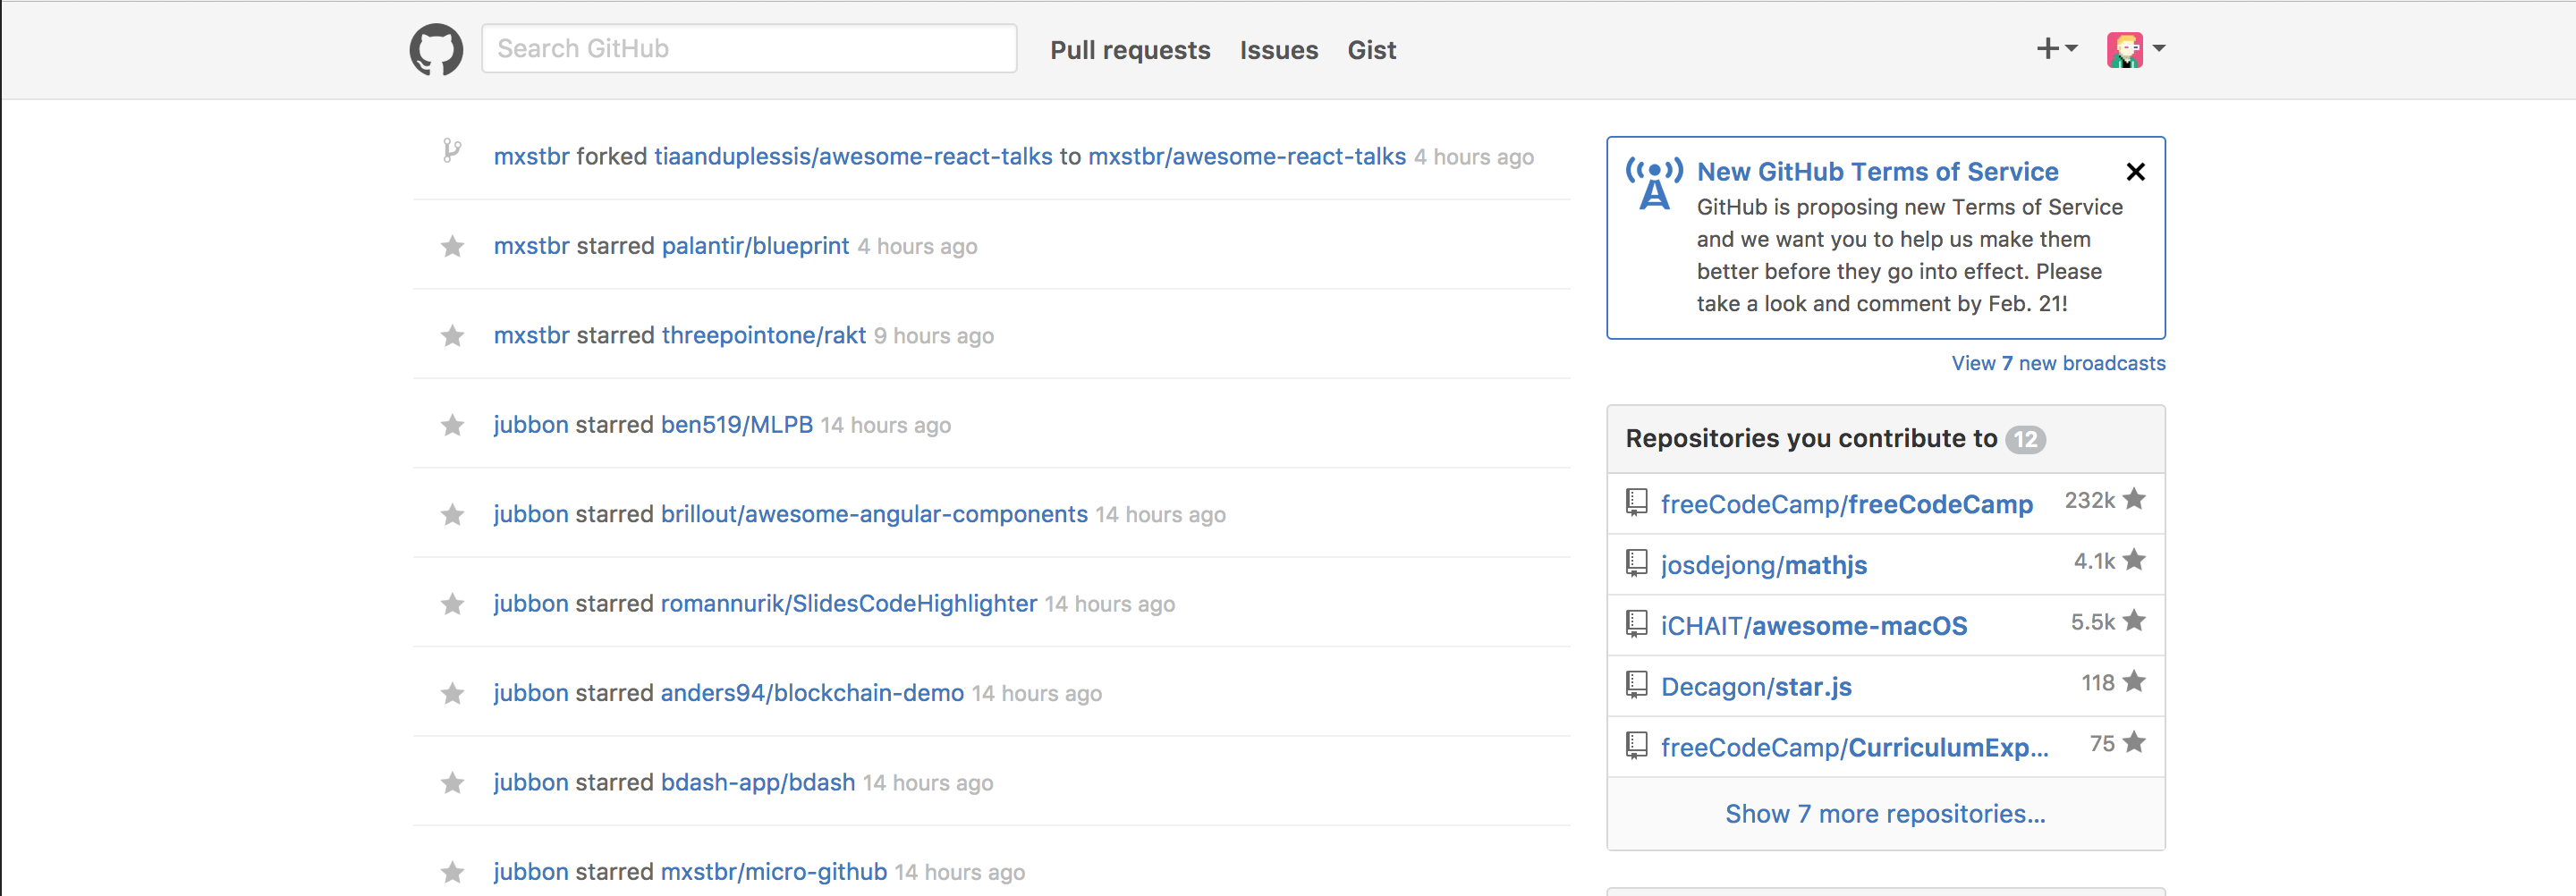 Search GitHub
Pull requests
Issues
Gist
mxstbr forked tiaanduplessis/awesome-react-talks to mxstbr/awesome-react-talks 4 hours ago
mxstbr starred palantir/blueprint 4 hours ago
mxstbr starred threepointone/rakt 9 hours ago
jubbon starred ben519/MLPB 14 hours ago
jubbon starred brillout/awesome-angular-components 14 hours ago
jubbon starred romannurik/SlidesCodeHighlighter 14 hours ago
jubbon starred anders94/blockchain-demo 14 hours ago
jubbon starred bdash-app/bdash 14 hours ago
jubbon starred mxstbr/micro-github 14 hours ago
New GitHub Terms of Service
GitHub is proposing new Terms of Service
and we want you to help us make them
better before they go into effect. Please
take a look and comment by Feb. 21!
View 7 new broadcasts
Repositories you contribute to 12
freeCodeCamp/freeCodeCamp 232k
josdejong/mathjs 4.1k
iCHAIT/awesome-macOS 5.5k
Decagon/star.js 118
freeCodeCamp/CurriculumExp... 75
Show 7 more repositories...